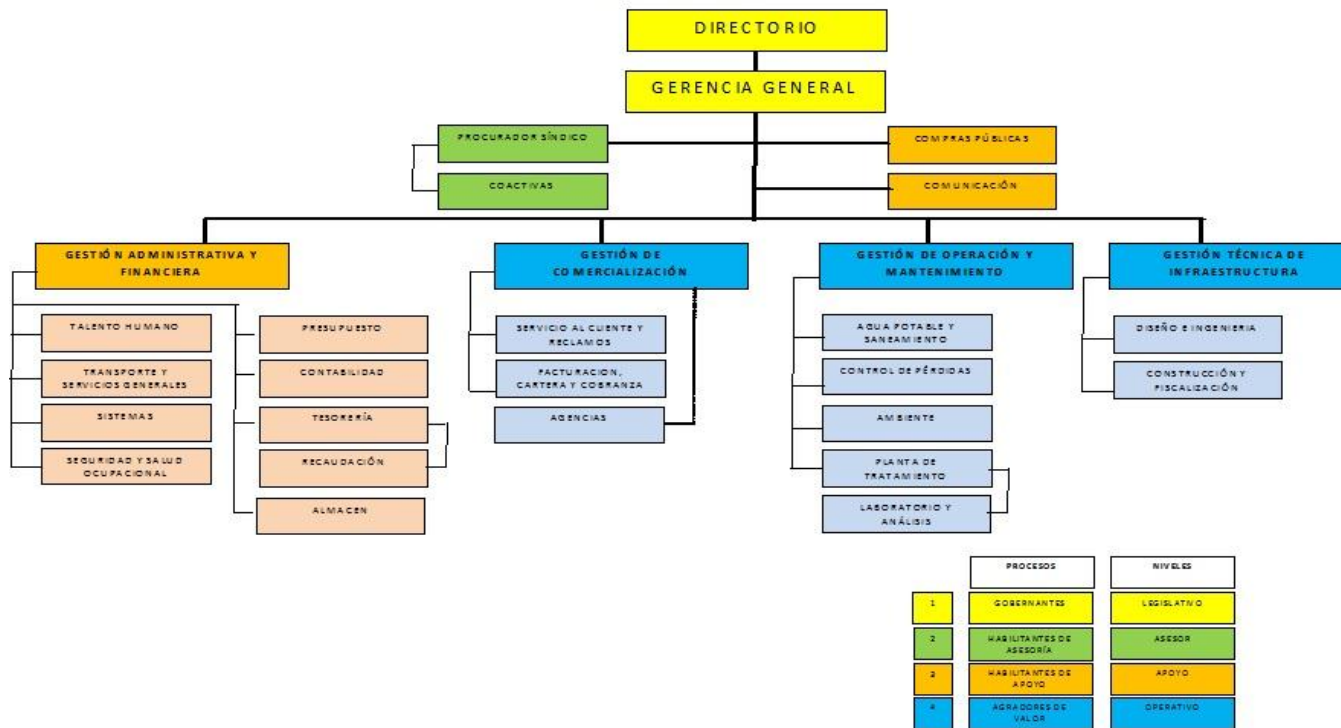 DIRECTORIO
GERENCIA GENERAL
PROCURADOR SÍNDICO
COMPRAS PÚBLICAS
COACTIVAS
COMUNICACIÓN
GESTIÓN ADMINISTRATIVA Y
FINANCIERA
TALENTO HUMANO
TRANSPORTE Y
SERVICIOS GENERALES
SISTEMAS
SEGURIDAD Y SALUD
OCUPACIONAL
PRESUPUESTO
CONTABILIDAD
TESORERÍA
RECAUDACIÓN
ALMACEN
GESTIÓN DE
COMERCIALIZACIÓN
SERVICIO AL CLIENTE Y
RECLAMOS
FACTURACION,
CARTERA Y COBRANZA
AGENCIAS
GESTIÓN DE OPERACIÓN Y
MANTENIMIENTO
AGUA POTABLE Y
SANEAMIENTO
CONTROL DE PÉRDIDAS
AMBIENTE
PLANTA DE
TRATAMIENTO
LABORATORIO Y
ANÁLISIS
GESTIÓN TÉCNICA DE
INFRAESTRUCTURA
DISEÑO E INGENIERIA
CONSTRUCCIÓN Y
FISCALIZACIÓN
PROCESOS
NIVELES
1
GOBERNANTES
LEGISLATIVO
2
HABILITANTES DE
ASESORÍA
ASESOR
3
HABILITANTES DE
APOYO
APOYO
4
AGRADORES DE
VALOR
OPERATIVO